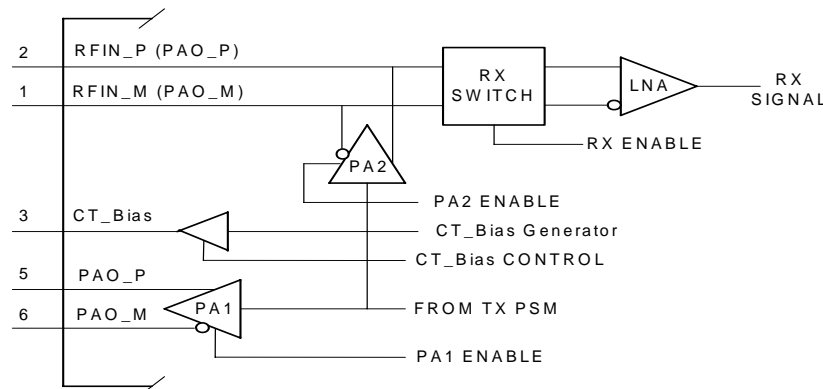 2 RFIN_P (PAO_P)
1 RFIN_M (PAO_M)
RX
SWITCH
LNA
RX
SIGNAL
RX ENABLE
PA2
PA2 ENABLE
3 CT_Bias
CT_Bias Generator
CT_Bias CONTROL
5 PAO_P
6 PAO_M
PA1
FROM TX PSM
PA1 ENABLE